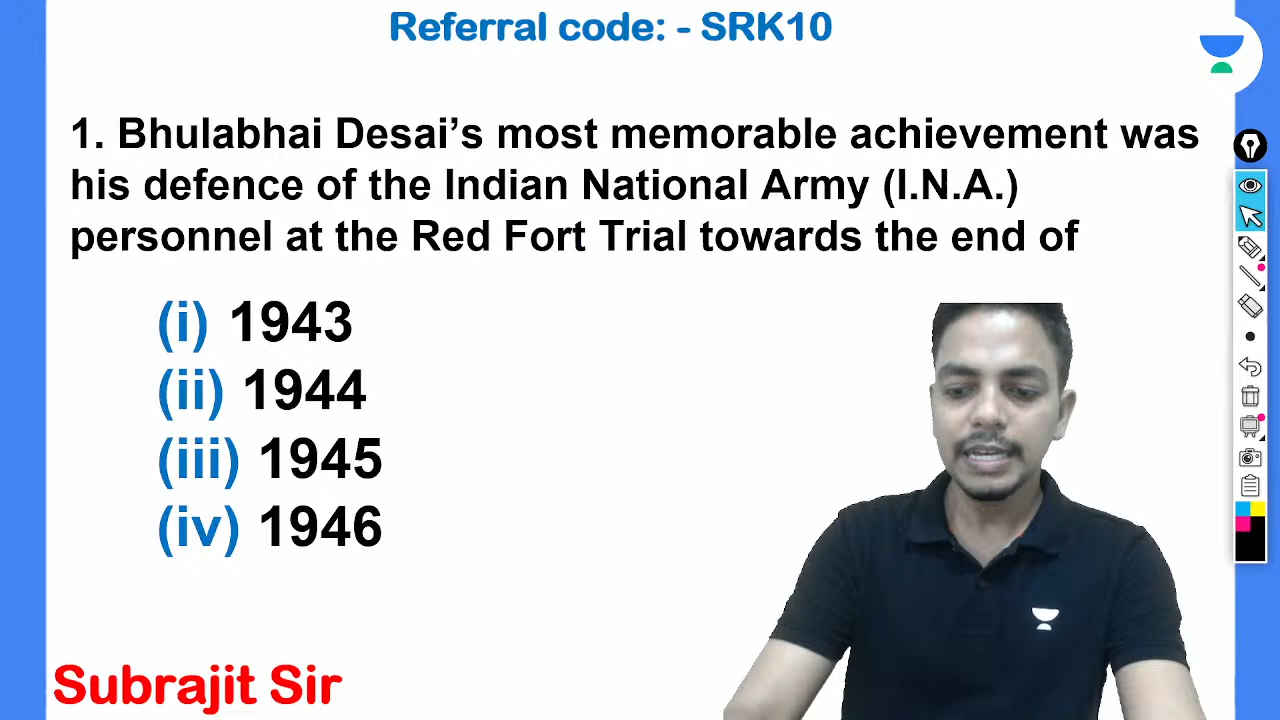 Referral code: - SRK10
1. Bhulabhai Desai’s most memorable achievement was
his defence of the Indian National Army (I.N.A.)
personnel at the Red Fort Trial towards the end of
(i) 1943
(ii) 1944
(iii) 1945
(iv) 1946
Subrajit Sir